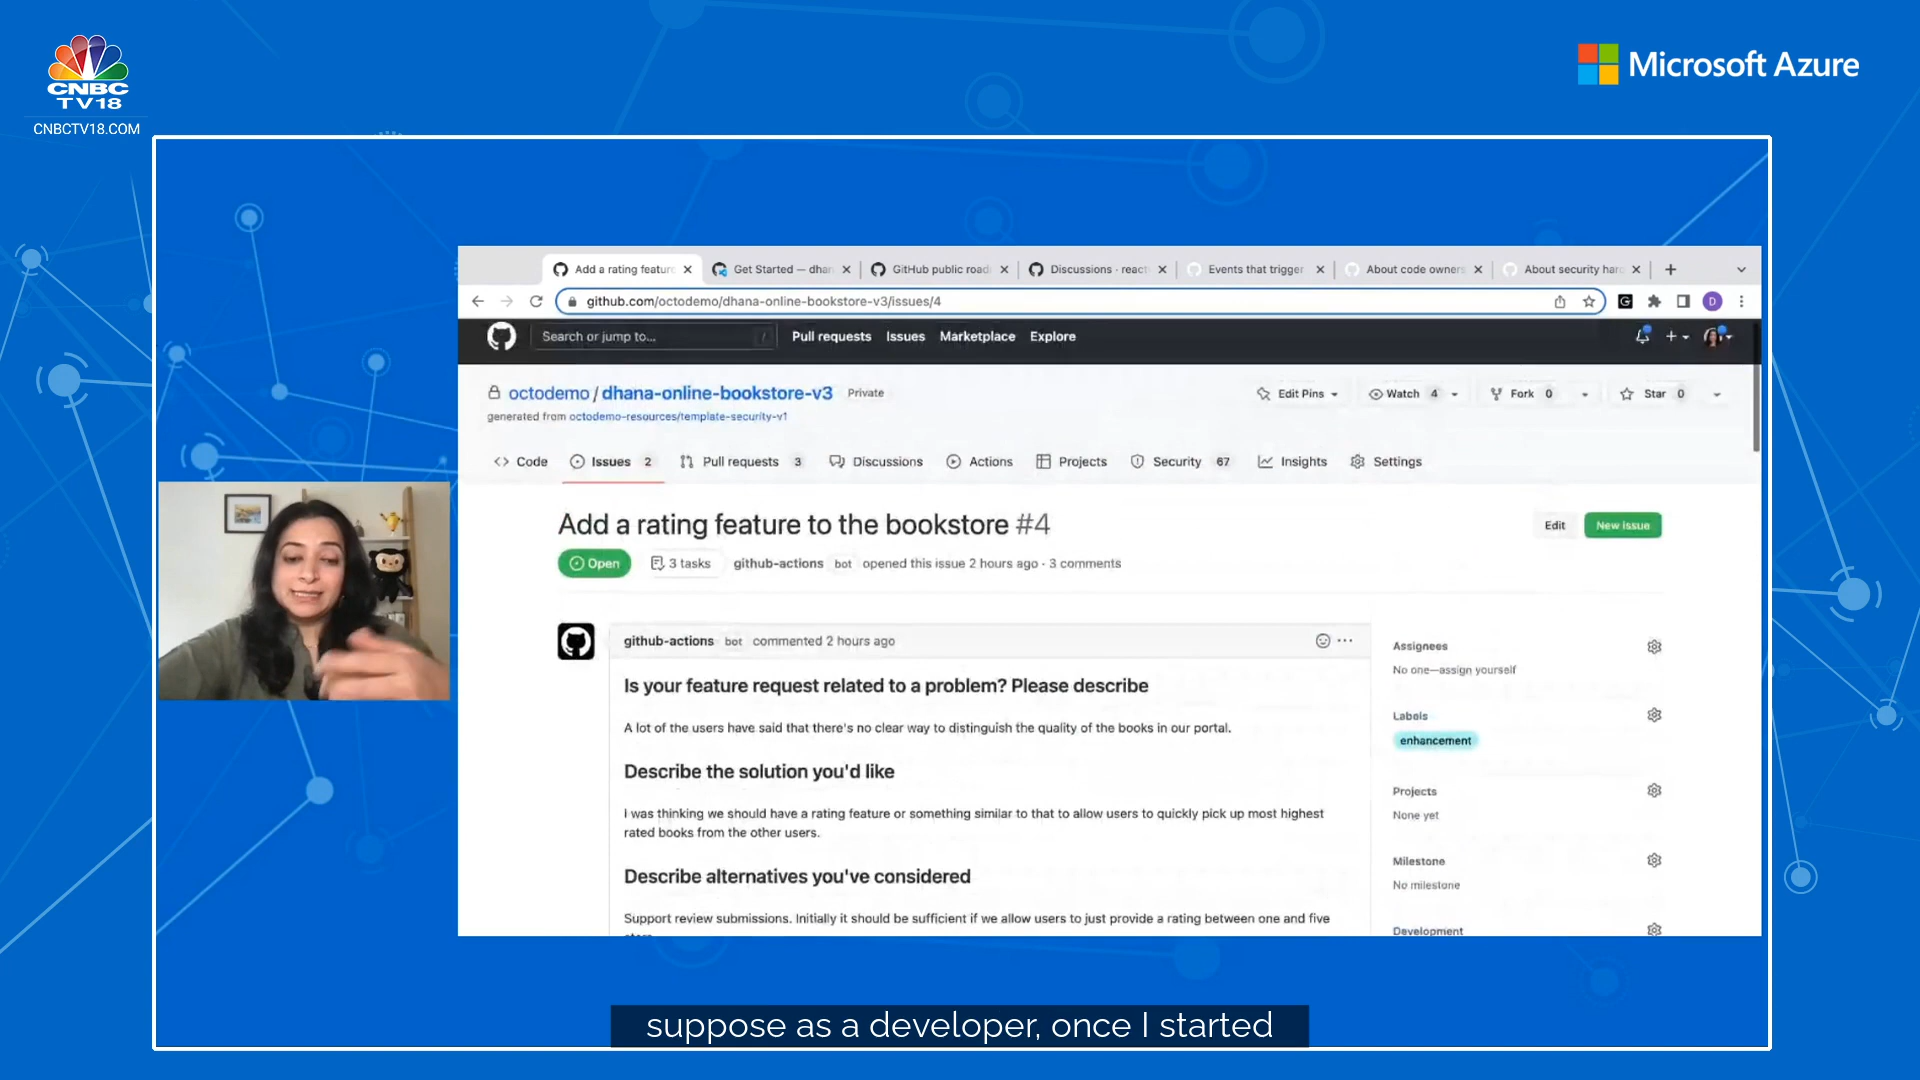 CNBC
TV18
CNBCTV18.COM
Microsoft Azure
Add a rating featur
Get Started — dhan
GitHub public road
Discussions · react
Events that trigger
About code owners
About security hard
github.com/octodemo/dhana-online-bookstore-v3/issues/4
D
Search or jump to...
/
Pull requests Issues Marketplace Explore
octodemo / dhana-online-bookstore-v3 Private
Edit Pins
Watch 4
Fork 0
Star 0
generated from octodemo-resources/template-security-v1
Code
Issues 2
Pull requests 3
Discussions
Actions
Projects
Security 67
Insights
Settings
Add a rating feature to the bookstore #4
Edit
New issue
Open
3 tasks
github-actions bot opened this issue 2 hours ago · 3 comments
github-actions bot commented 2 hours ago
Is your feature request related to a problem? Please describe
A lot of the users have said that there's no clear way to distinguish the quality of the books in our portal.
Describe the solution you'd like
I was thinking we should have a rating feature or something similar to that to allow users to quickly pick up most highest
rated books from the other users.
Describe alternatives you've considered
Support review submissions. Initially it should be sufficient if we allow users to just provide a rating between one and five
Assignees
No one—assign yourself
Labels
enhancement
Projects
None yet
Milestone
No milestone
Development
suppose as a developer, once I started